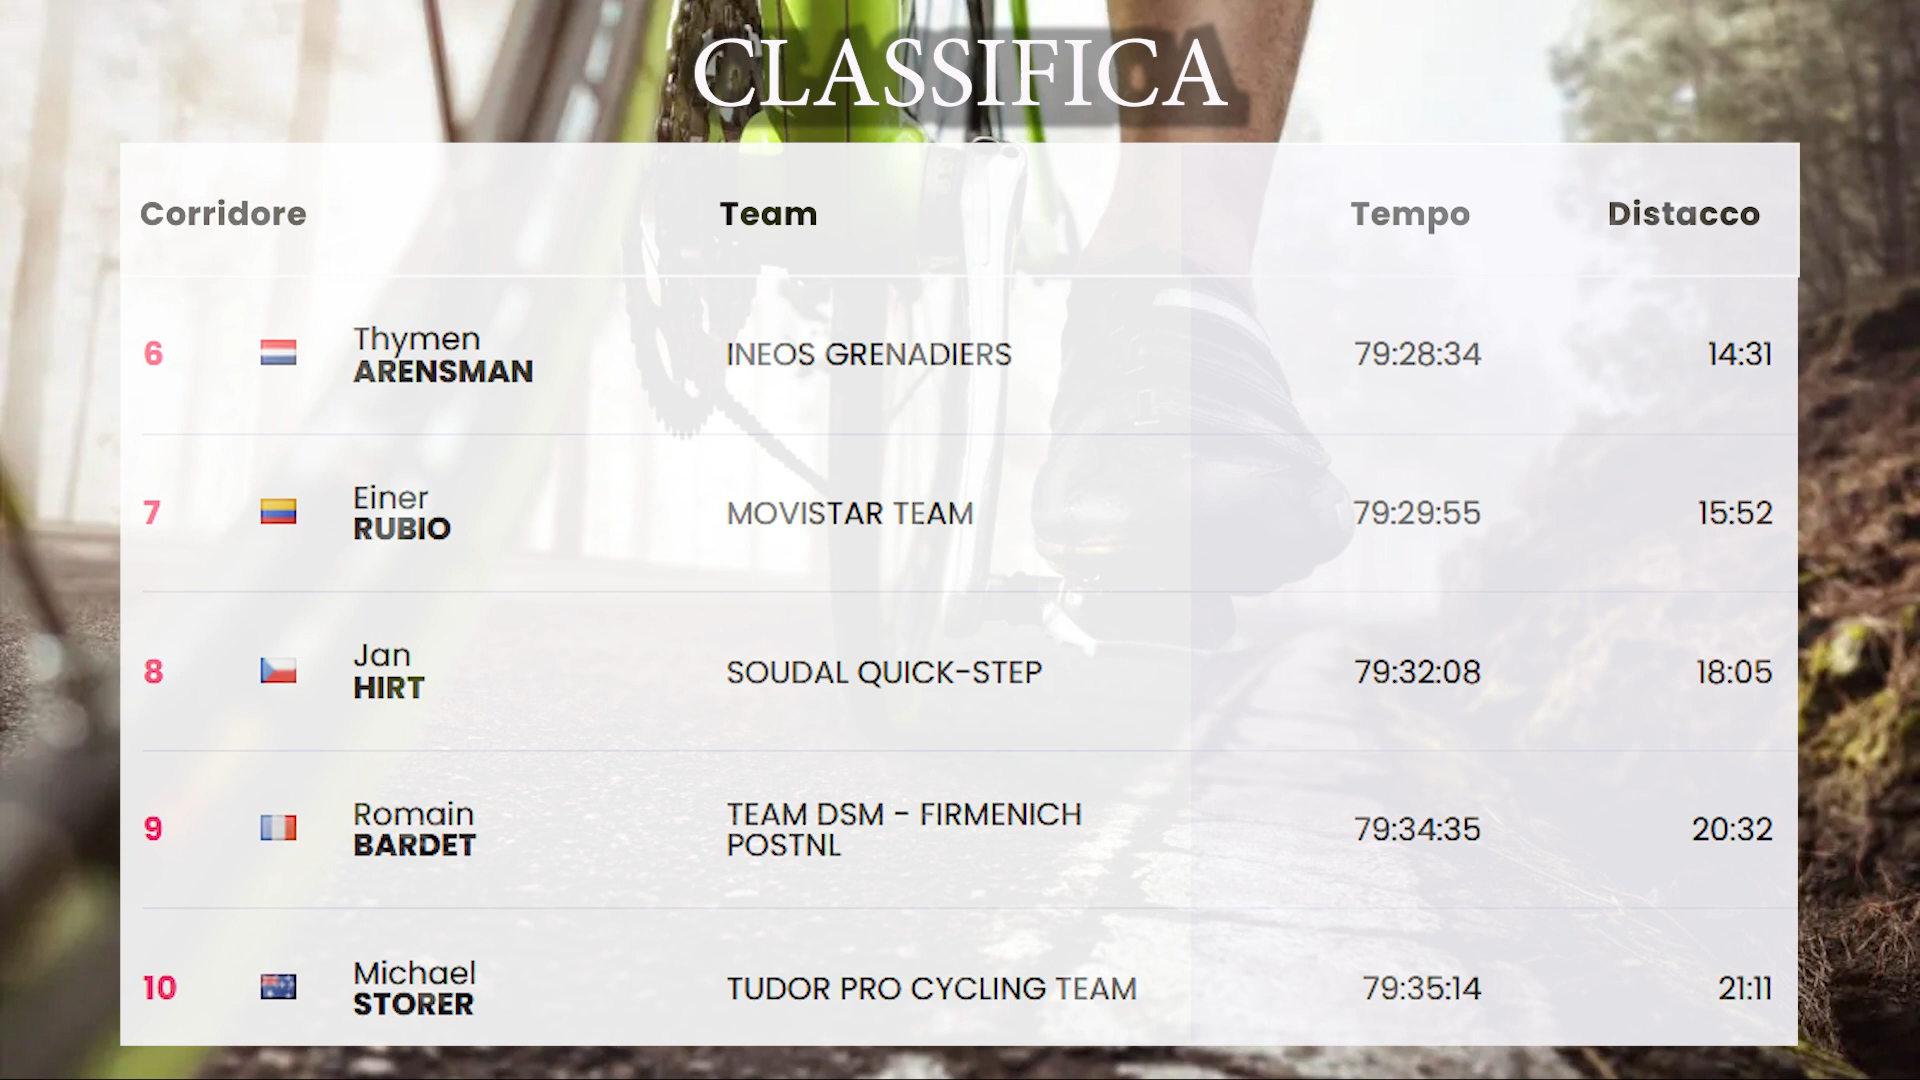 CLASSIFICA
Corridore Team Tempo Distacco
6 Thymen ARENSMAN INEOS GRENADIERS 79:28:34 14:31
7 Einer RUBIO MOVISTAR TEAM 79:29:55 15:52
8 Jan HIRT SOUDAL QUICK-STEP 79:32:08 18:05
9 Romain BARDET TEAM DSM - FIRMENICH POSTNL 79:34:35 20:32
10 Michael STORER TUDOR PRO CYCLING TEAM 79:35:14 21:11